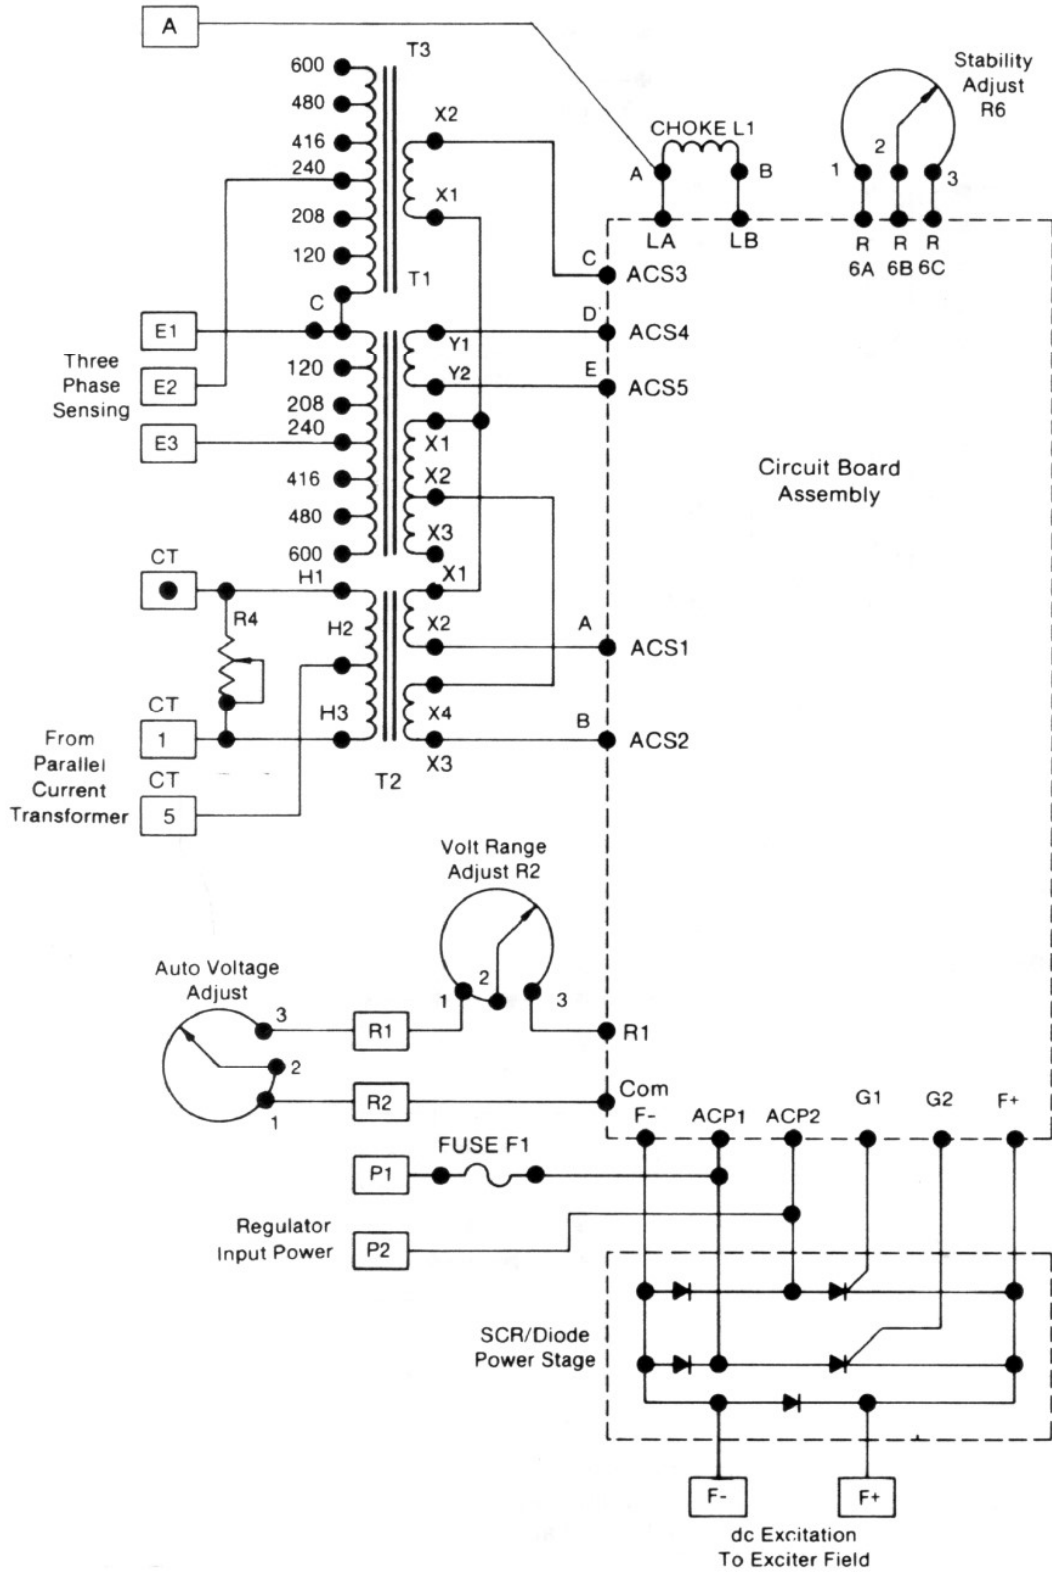 A
T3
600
480
416
240
208
120
X2
X1
T1
C
CHOKE L1
A
B
LA
LB
Stability
Adjust
R6
1
2
3
R
6A
R
6B
R
6C
C
ACS3
D
ACS4
E
ACS5
E1
E2
E3
Three
Phase
Sensing
120
208
240
416
480
600
Y1
Y2
X1
X2
X3
Circuit Board
Assembly
CT
H1
R4
H2
H3
X1
X2
X4
X3
T2
A
ACS1
B
ACS2
CT
1
CT
5
From
Parallel
Current
Transformer
Volt Range
Adjust R2
1
2
3
Auto Voltage
Adjust
3
2
1
R1
R2
R1
Com
F-
ACP1
ACP2
G1
G2
F+
P1
FUSE F1
P2
Regulator
Input Power
SCR/Diode
Power Stage
F-
F+
dc Excitation
To Exciter Field